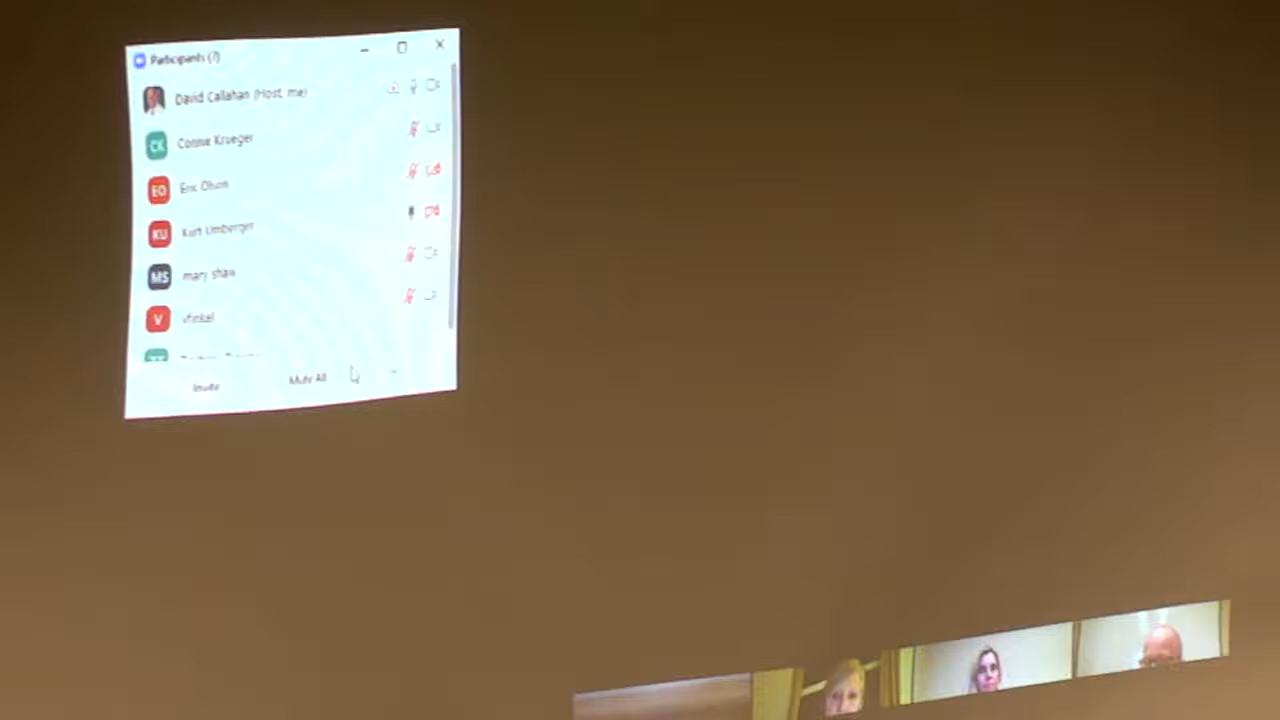 Participants (7)
David Callahan (Host, me)
CK Connie Krueger
EO Eric Olson
KU Kurt Umberger
MS mary shaw
V vfinkel
Invite Mute All